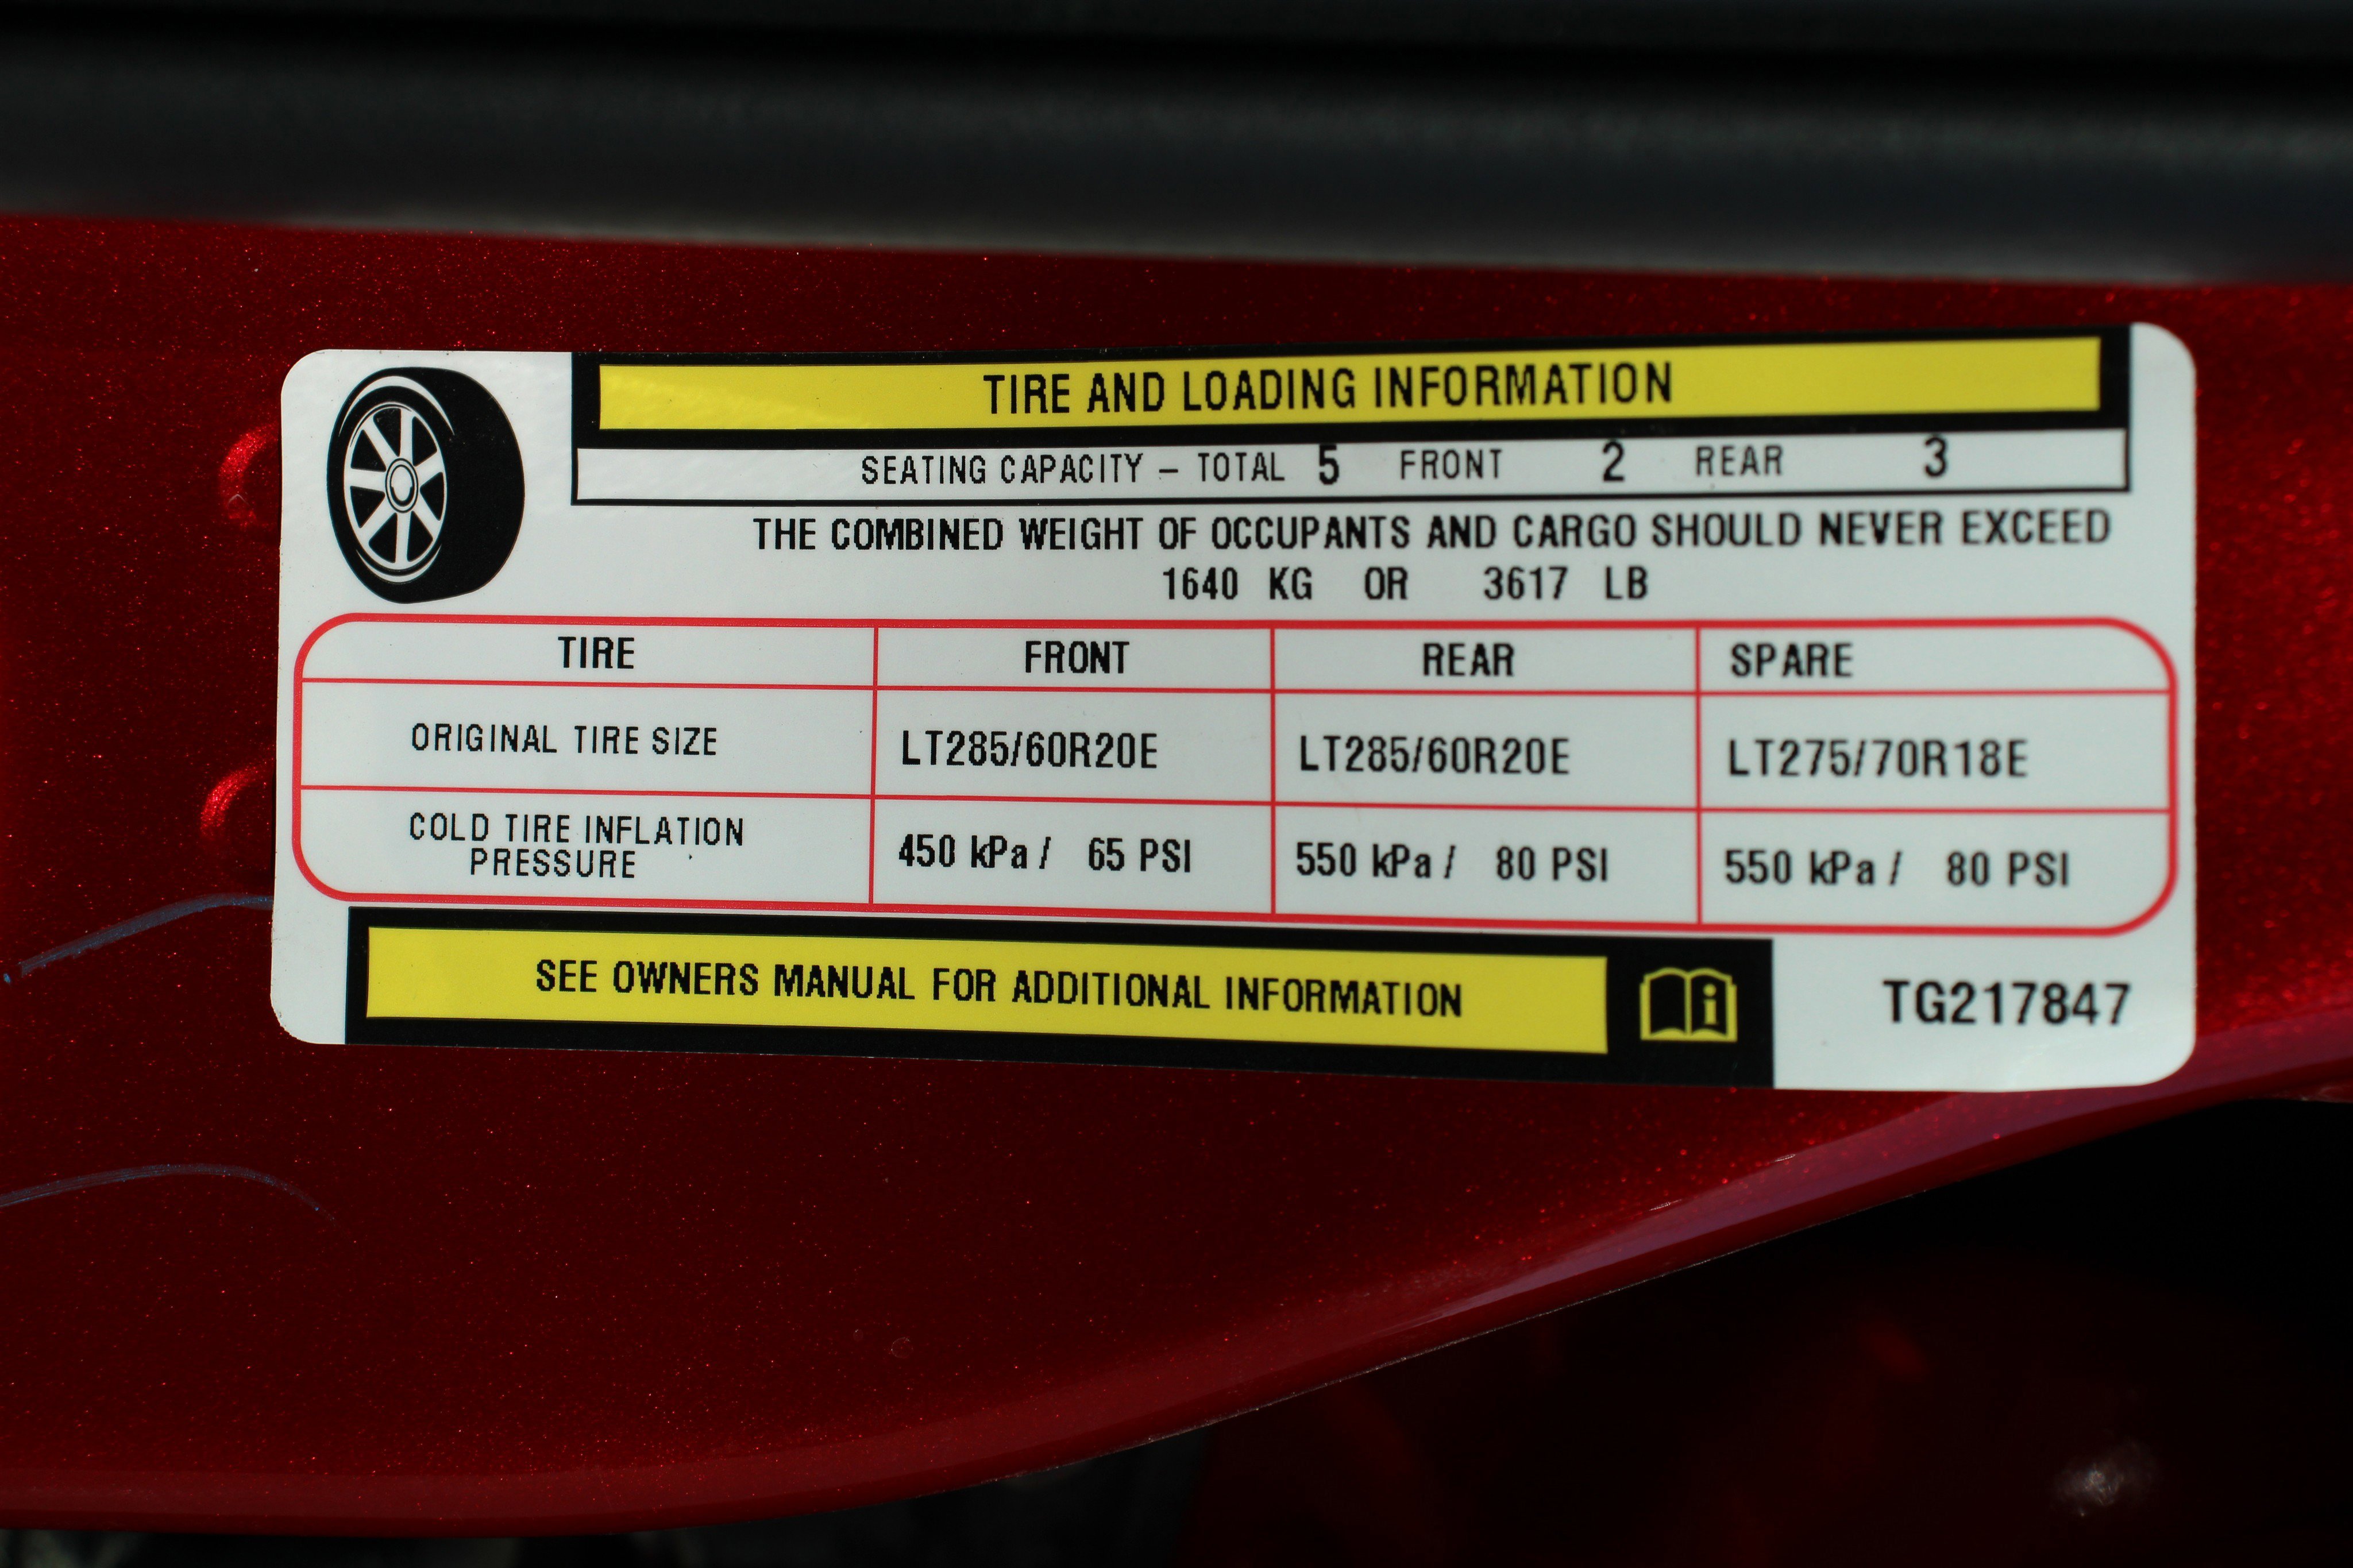 TIRE AND LOADING INFORMATION
SEATING CAPACITY – TOTAL 5 FRONT 2 REAR 3
THE COMBINED WEIGHT OF OCCUPANTS AND CARGO SHOULD NEVER EXCEED
1640 KG OR 3617 LB
TIRE FRONT REAR SPARE
ORIGINAL TIRE SIZE LT285/60R20E LT285/60R20E LT275/70R18E
COLD TIRE INFLATION
PRESSURE 450 kPa / 65 PSI 550 kPa / 80 PSI 550 kPa / 80 PSI
SEE OWNERS MANUAL FOR ADDITIONAL INFORMATION i
TG217847